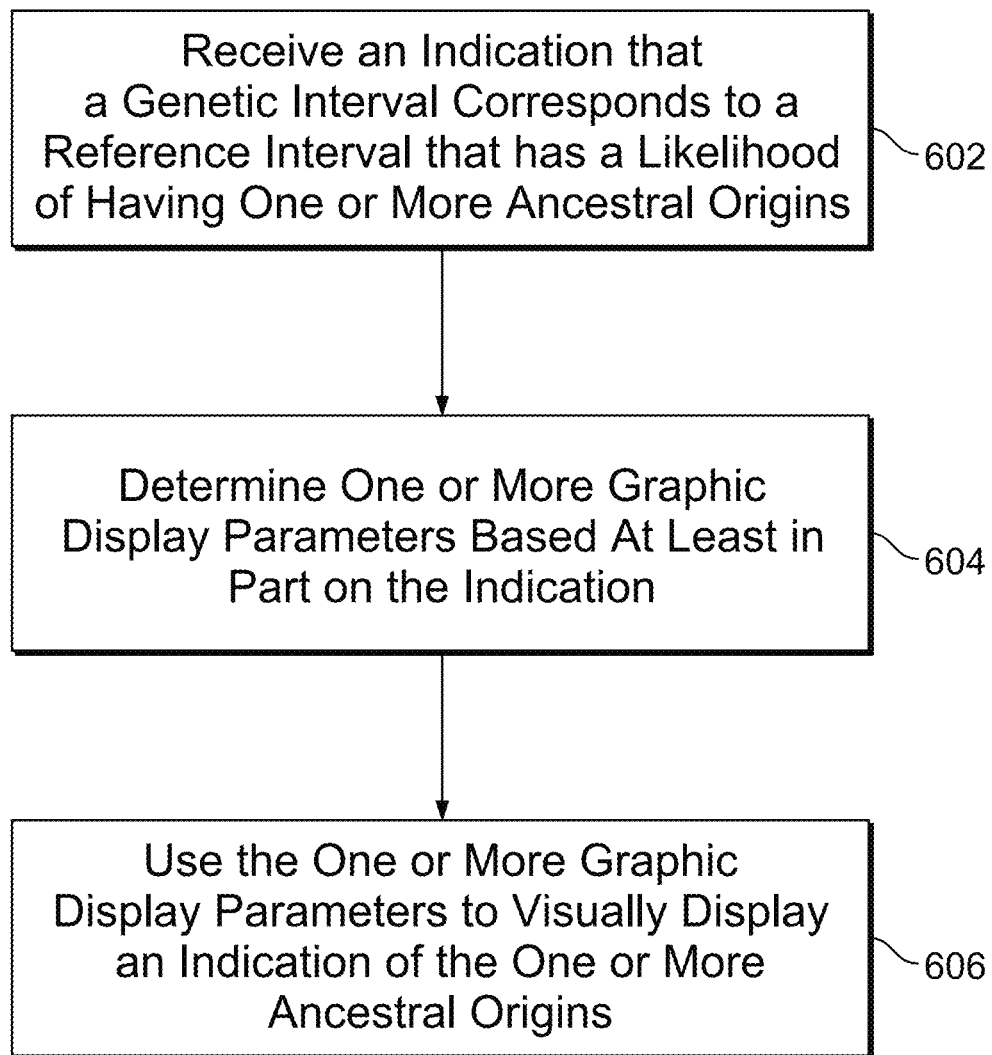 Receive an Indication that
a Genetic Interval Corresponds to a
Reference Interval that has a Likelihood
of Having One or More Ancestral Origins
602
Determine One or More Graphic
Display Parameters Based At Least in
Part on the Indication
604
Use the One or More Graphic
Display Parameters to Visually Display
an Indication of the One or More
Ancestral Origins
606